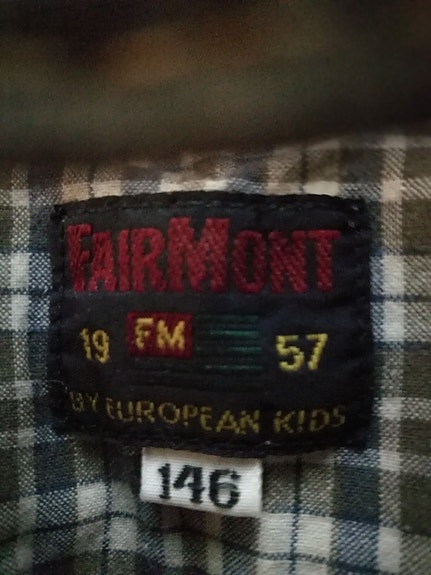 FAIRMONT
19 FM 57
BY EUROPEAN KIDS
146